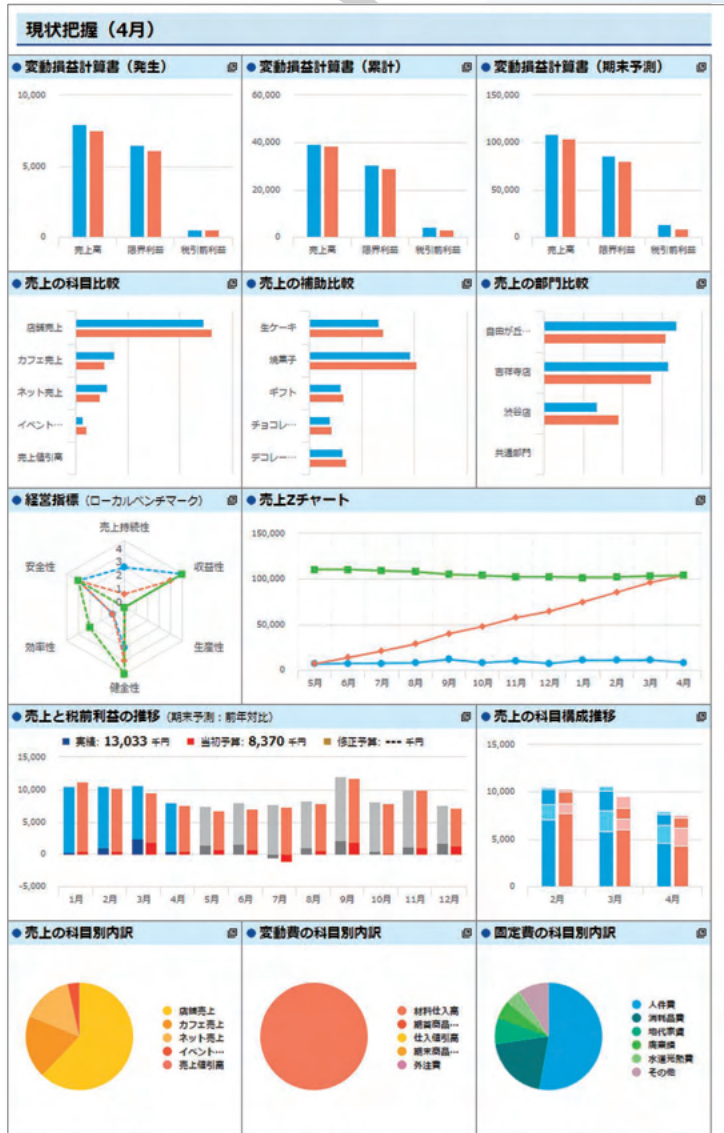 現状把握（4月）
変動損益計算書（発生）
変動損益計算書（累計）
変動損益計算書（期末予測）
10,000
5,000
0
売上高 限界利益 税引前利益
60,000
40,000
20,000
0
売上高 限界利益 税引前利益
150,000
100,000
50,000
0
売上高 限界利益 税引前利益
売上の科目比較
売上の補助比較
売上の部門比較
店舗売上
カフェ売上
ネット売上
イベント…
売上値引高
生ケーキ
焼菓子
ギフト
チョコレ…
デコレー…
自由が丘…
吉祥寺店
渋谷店
共通部門
経営指標（ローカルベンチマーク）
売上Zチャート
売上持続性
収益性
生産性
健全性
効率性
安全性
4
3
2
1
0
150,000
100,000
50,000
0
5月 6月 7月 8月 9月 10月 11月 12月 1月 2月 3月 4月
売上と税前利益の推移（期末予測：前年対比）
売上の科目構成推移
実績: 13,033 千円 当初予算: 8,370 千円 修正予算: --- 千円
15,000
10,000
5,000
0
-5,000
1月 2月 3月 4月 5月 6月 7月 8月 9月 10月 11月 12月
15,000
10,000
5,000
0
2月 3月 4月
売上の科目別内訳
変動費の科目別内訳
固定費の科目別内訳
店舗売上
カフェ売上
ネット売上
イベント…
売上値引高
材料仕入高
期首商品…
仕入値引高
期末商品…
外注費
人件費
消耗品費
地代家賃
廃棄損
水道光熱費
その他